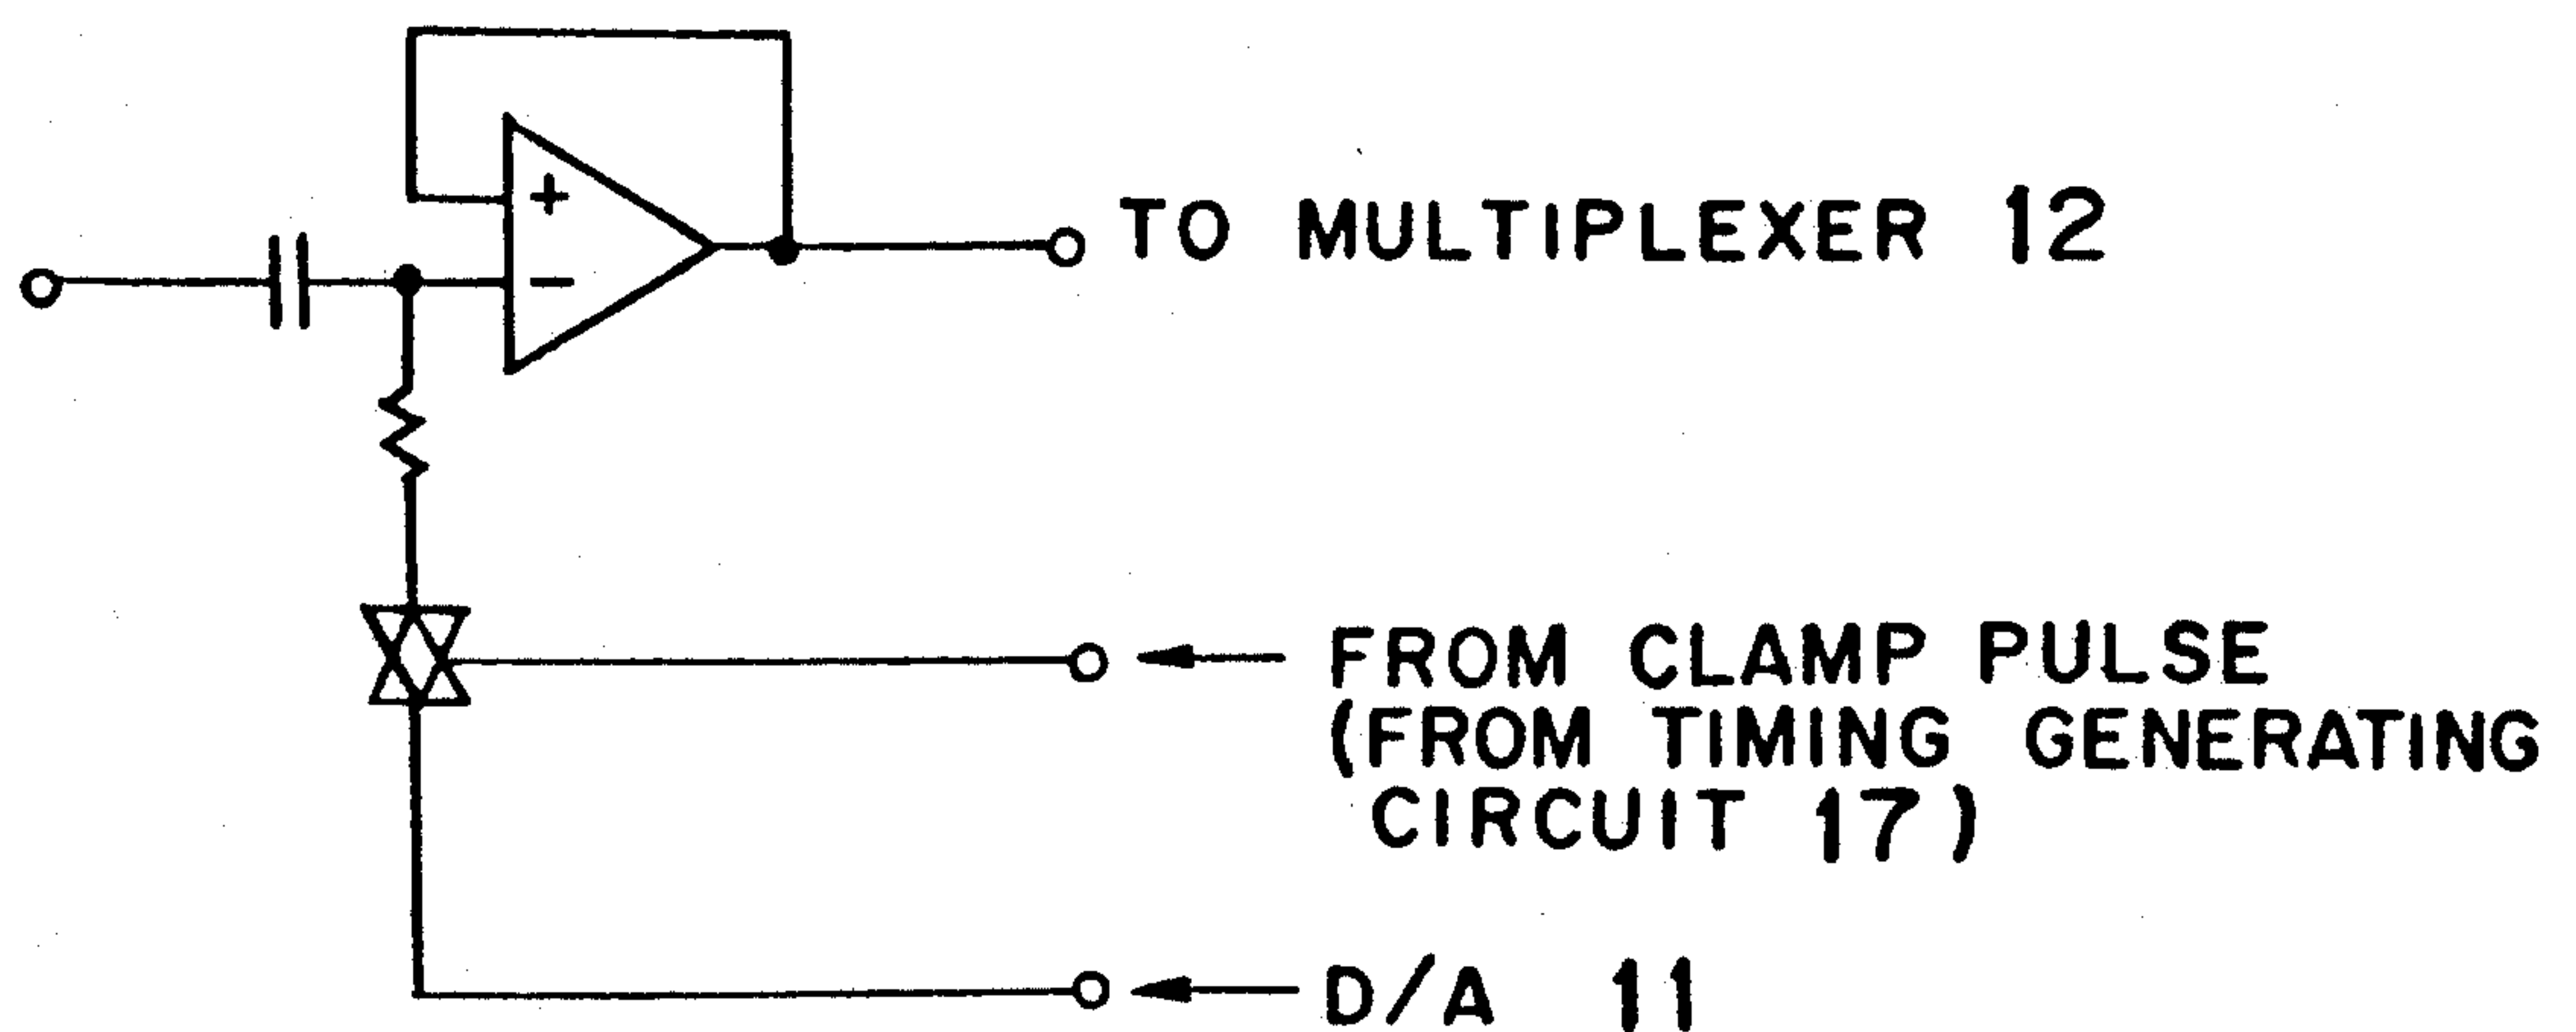 +
−
TO MULTIPLEXER 12
FROM CLAMP PULSE
(FROM TIMING GENERATING
CIRCUIT 17)
D/A 11